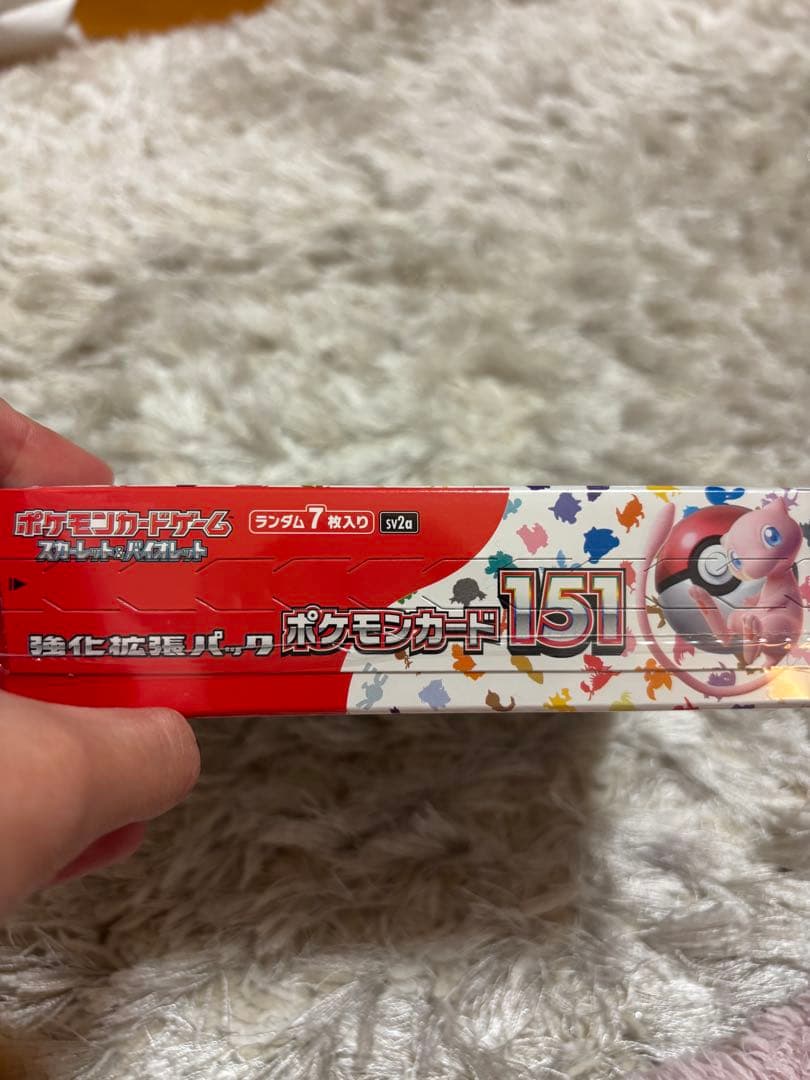 ポケモンカードゲーム
スカーレット&バイオレット
ランダム7枚入り
sv2a
強化拡張パック
ポケモンカード151